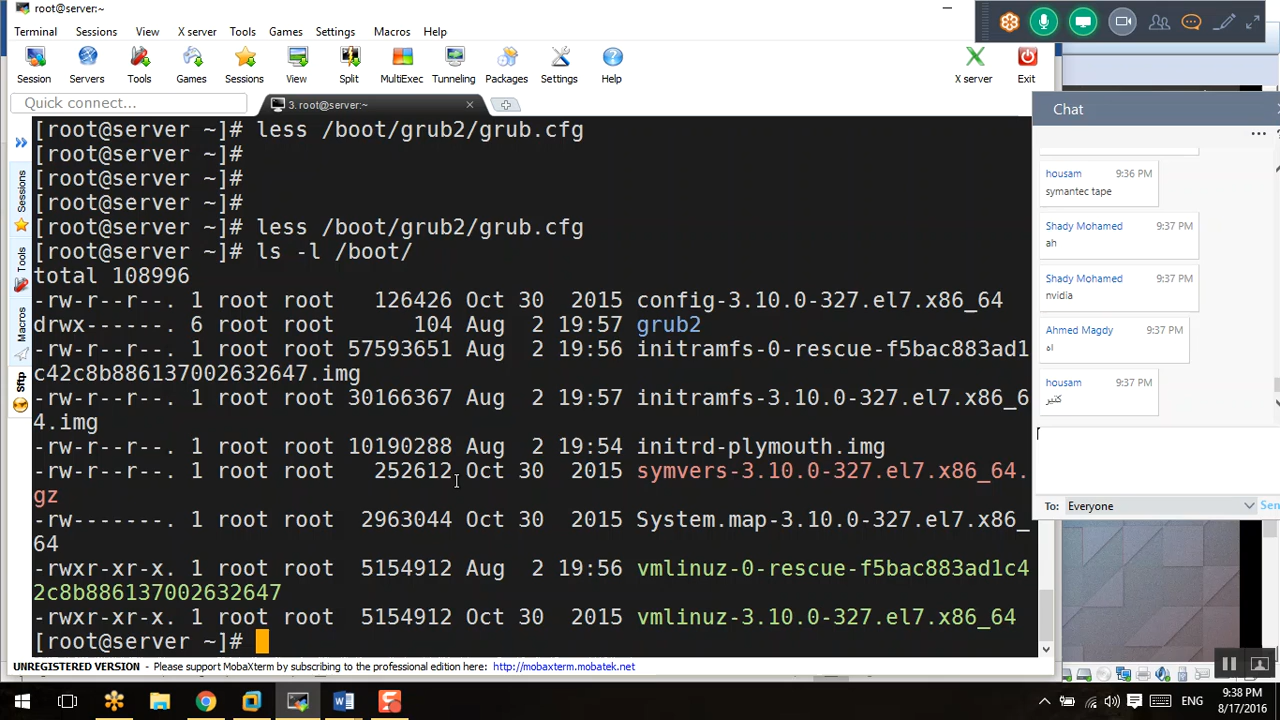 root@server:~
Terminal Sessions View X server Tools Games Settings Macros Help
Session Servers Tools Games Sessions View Split MultiExec Tunneling Packages Settings Help X server Exit
Quick connect...
3. root@server:~
Sessions
Tools
Macros
Sftp
[root@server ~]# less /boot/grub2/grub.cfg
[root@server ~]#
[root@server ~]#
[root@server ~]#
[root@server ~]# less /boot/grub2/grub.cfg
[root@server ~]# ls -l /boot/
total 108996
-rw-r--r--. 1 root root 126426 Oct 30 2015 config-3.10.0-327.el7.x86_64
drwx------. 6 root root 104 Aug 2 19:57 grub2
-rw-r--r--. 1 root root 57593651 Aug 2 19:56 initramfs-0-rescue-f5bac883ad1
c42c8b886137002632647.img
-rw-r--r--. 1 root root 30166367 Aug 2 19:57 initramfs-3.10.0-327.el7.x86_6
4.img
-rw-r--r--. 1 root root 10190288 Aug 2 19:54 initrd-plymouth.img
-rw-r--r--. 1 root root 252612 Oct 30 2015 symvers-3.10.0-327.el7.x86_64.
gz
-rw-------. 1 root root 2963044 Oct 30 2015 System.map-3.10.0-327.el7.x86_
64
-rwxr-xr-x. 1 root root 5154912 Aug 2 19:56 vmlinuz-0-rescue-f5bac883ad1c4
2c8b886137002632647
-rwxr-xr-x. 1 root root 5154912 Oct 30 2015 vmlinuz-3.10.0-327.el7.x86_64
[root@server ~]#
UNREGISTERED VERSION - Please support MobaXterm by subscribing to the professional edition here: http://mobaxterm.mobatek.net
Chat
housam 9:36 PM
symantec tape
Shady Mohamed 9:37 PM
ah
Shady Mohamed 9:37 PM
nvidia
Ahmed Magdy 9:37 PM
اه
housam 9:37 PM
كتير
To: Everyone Sen
ENG
9:38 PM
8/17/2016